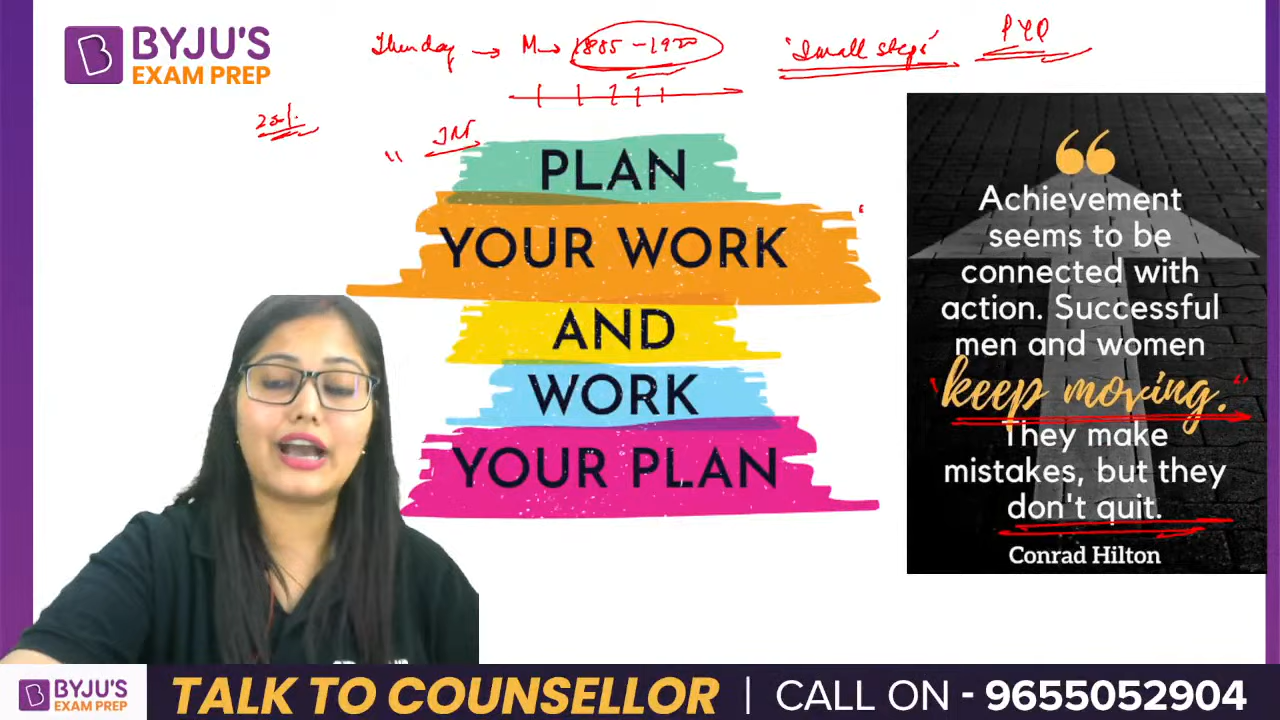 BYJU'S
EXAM PREP
Thursday → M → 1885-1920
"Small steps"
PYQ
PLAN
YOUR WORK
AND
WORK
YOUR PLAN
Achievement
seems to be
connected with
action. Successful
men and women
keep moving.
They make
mistakes, but they
don't quit.
Conrad Hilton
BYJU'S
EXAM PREP
TALK TO COUNSELLOR | CALL ON - 9655052904